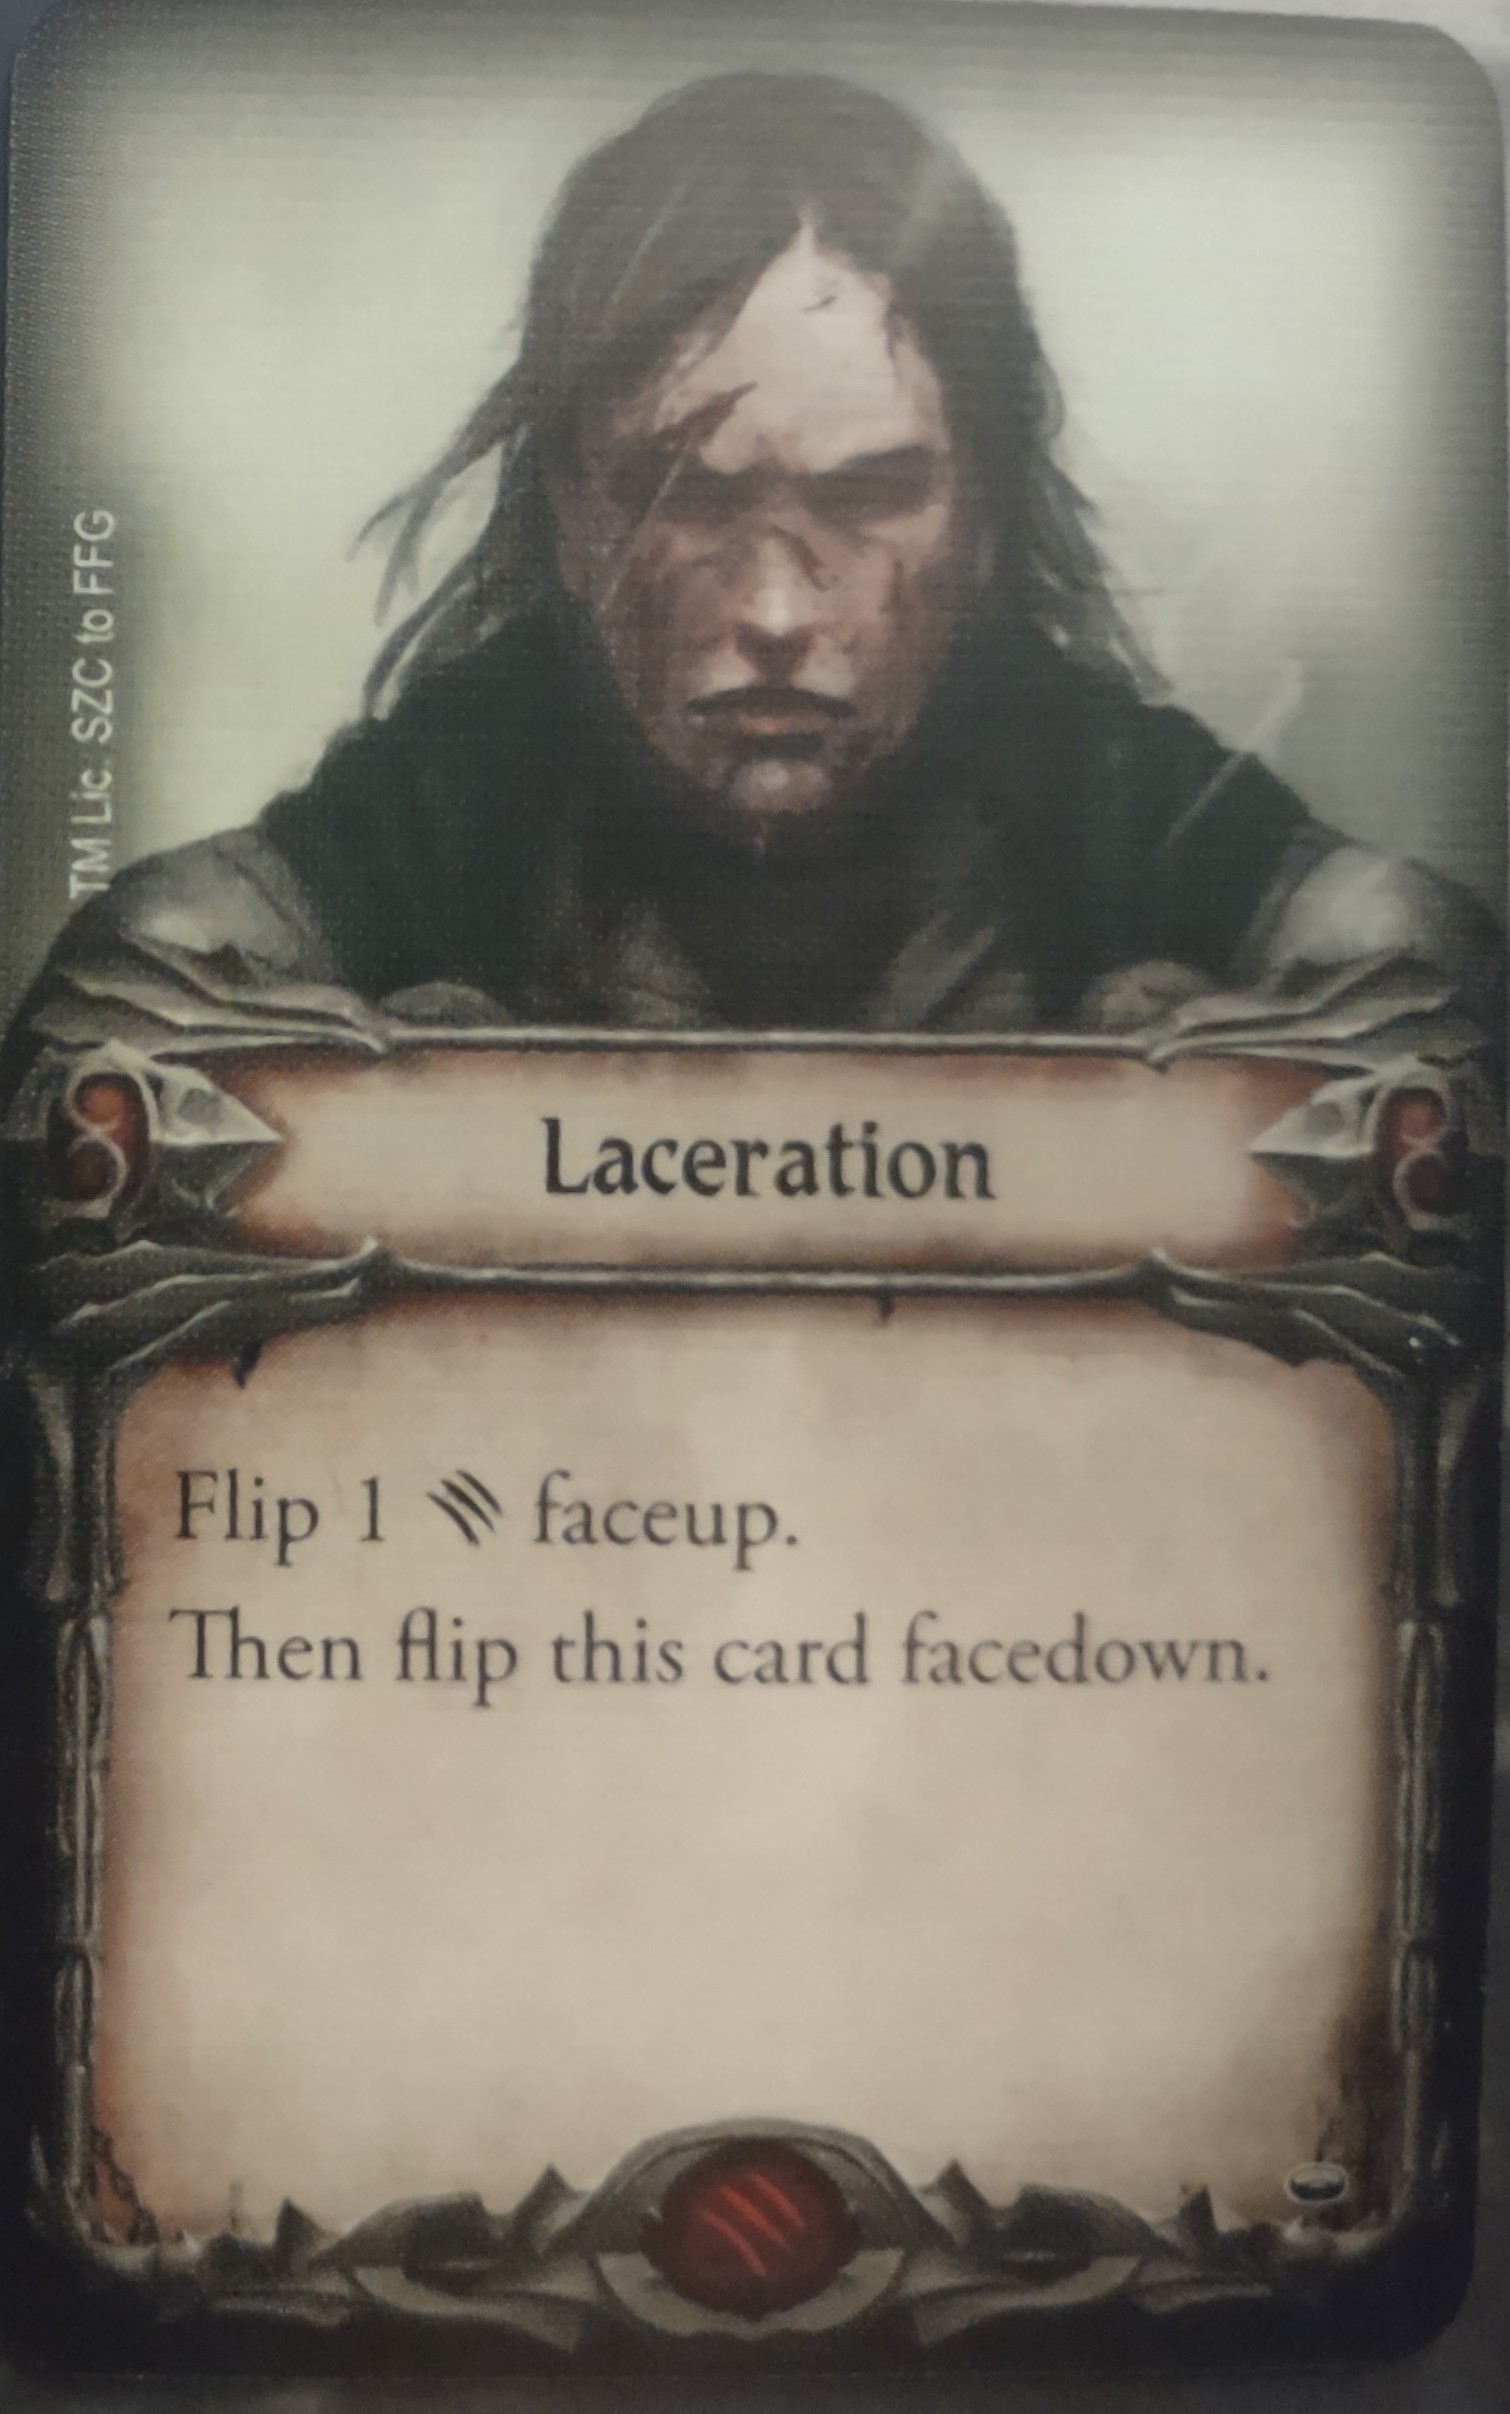 TM Lic. SZC to FFG
Laceration
Flip 1 faceup.
Then flip this card facedown.